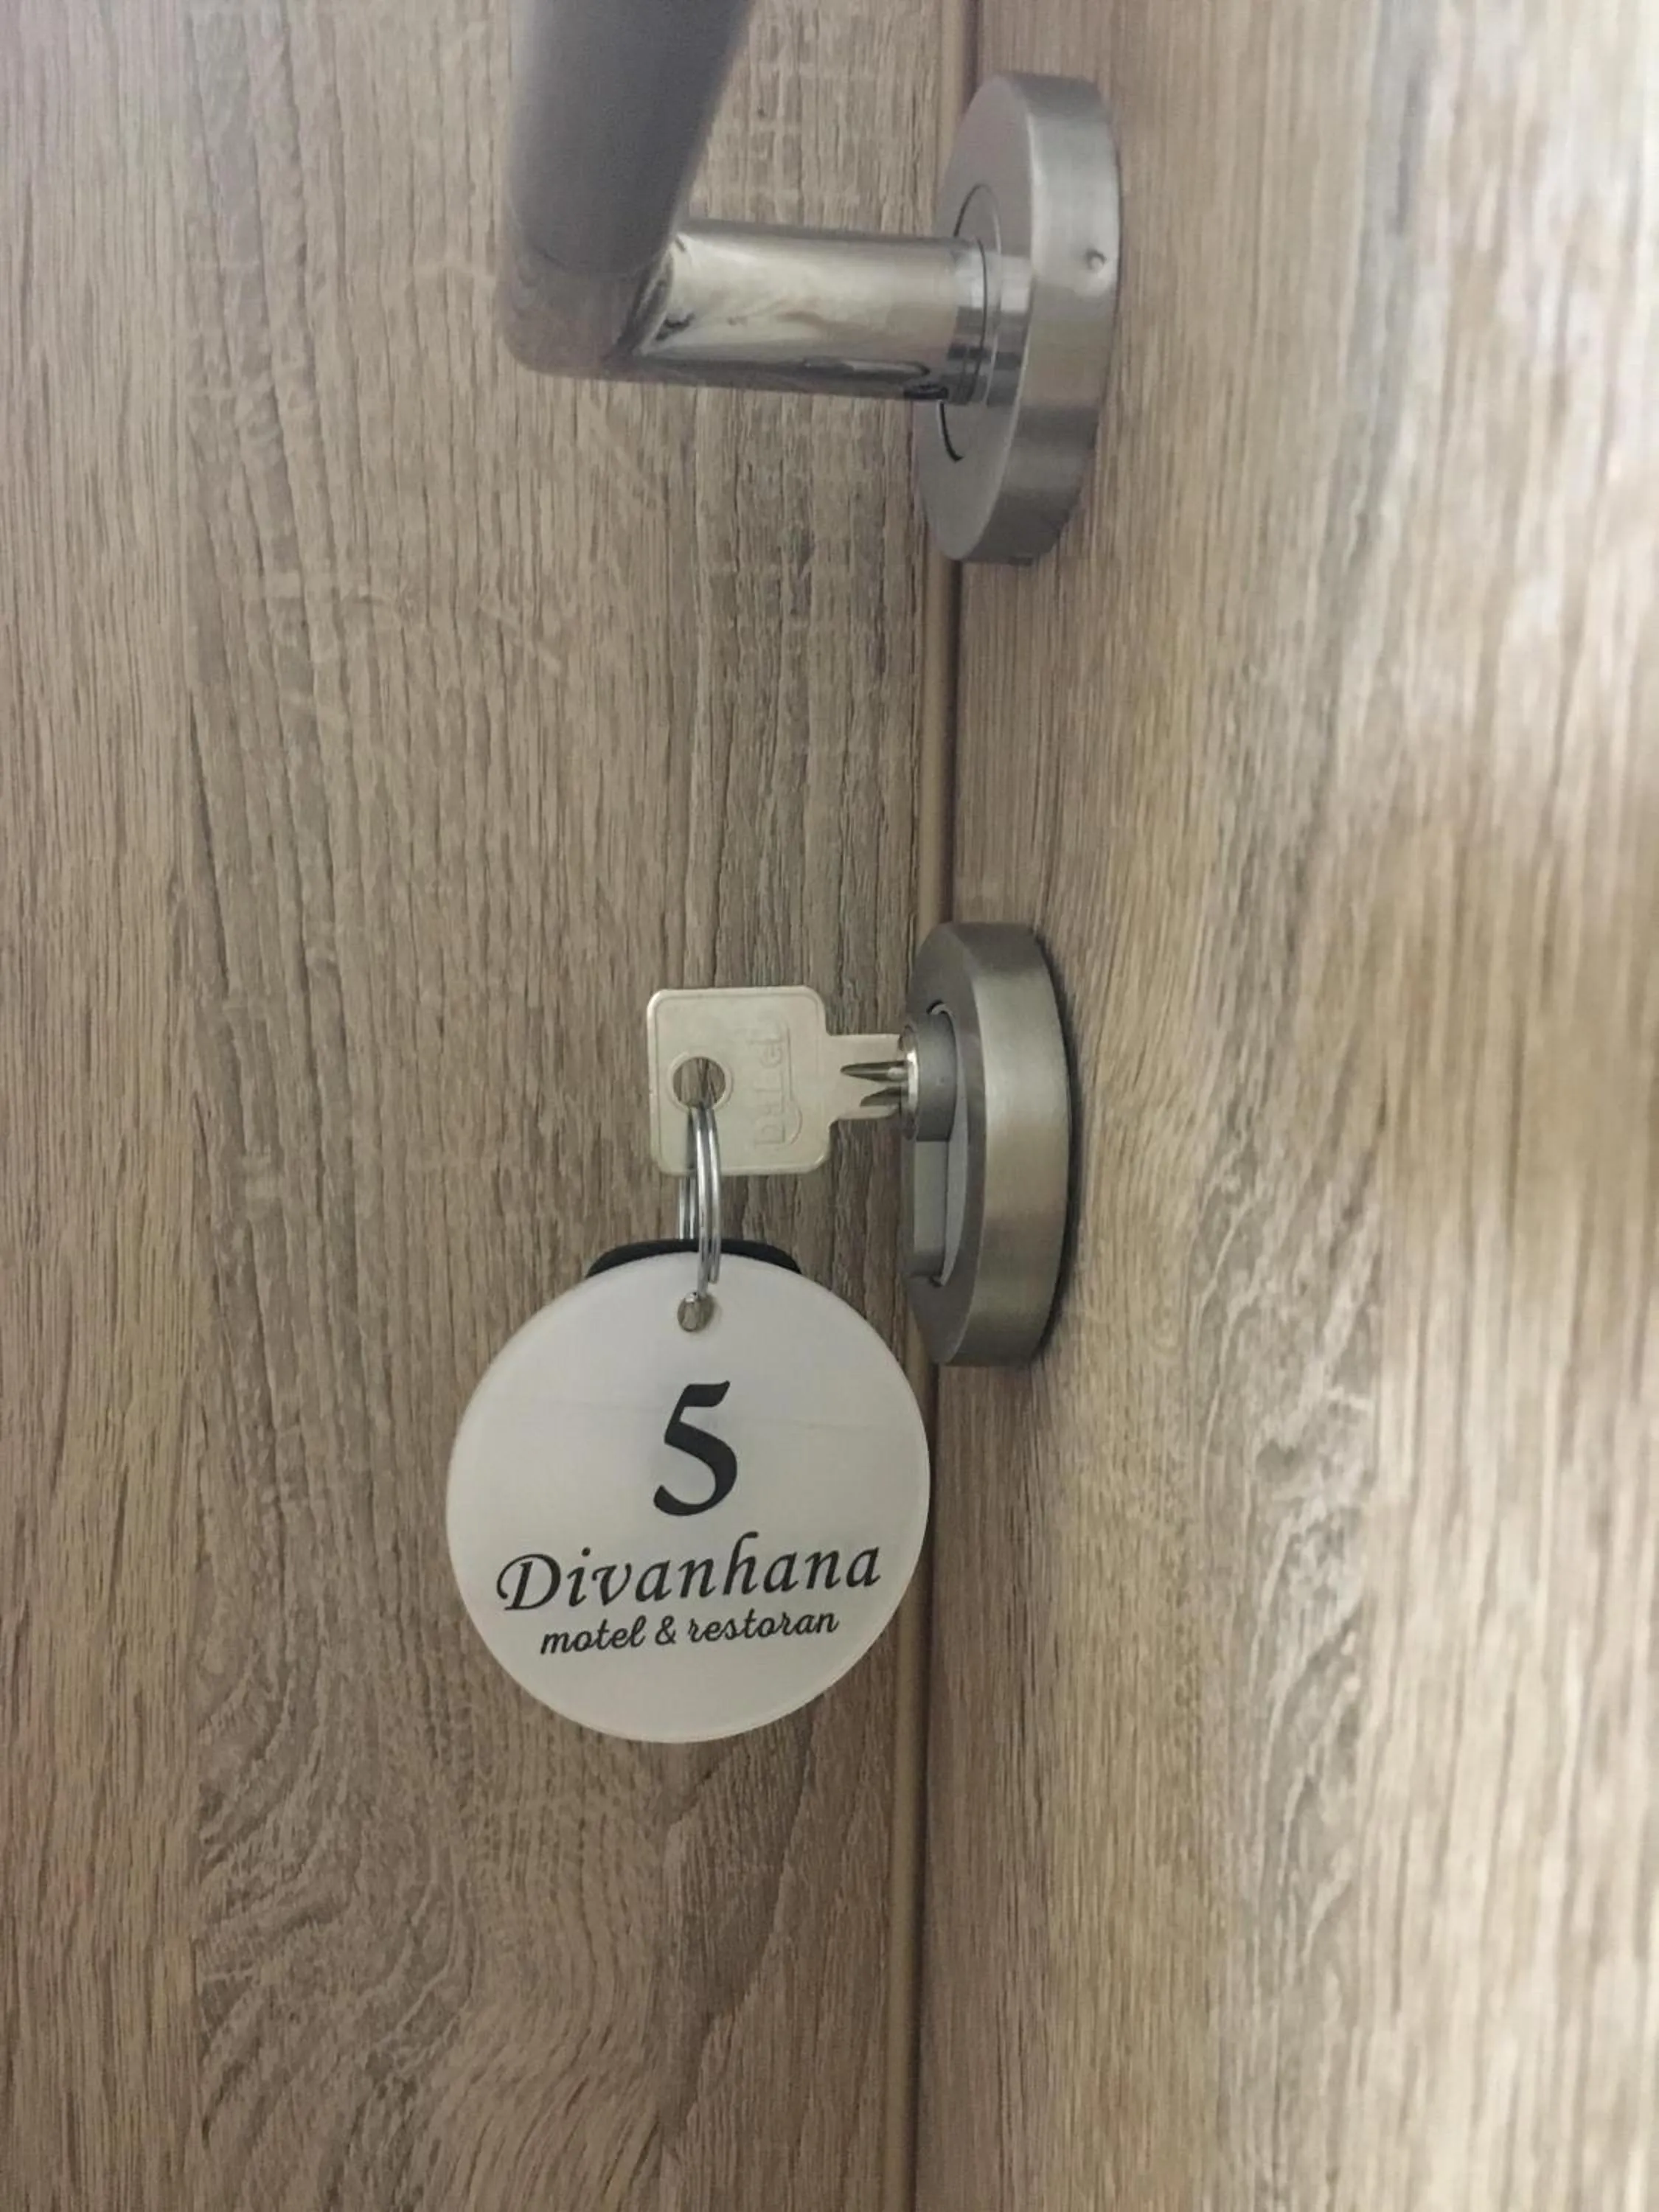 5
Divanhana
motel & restoran